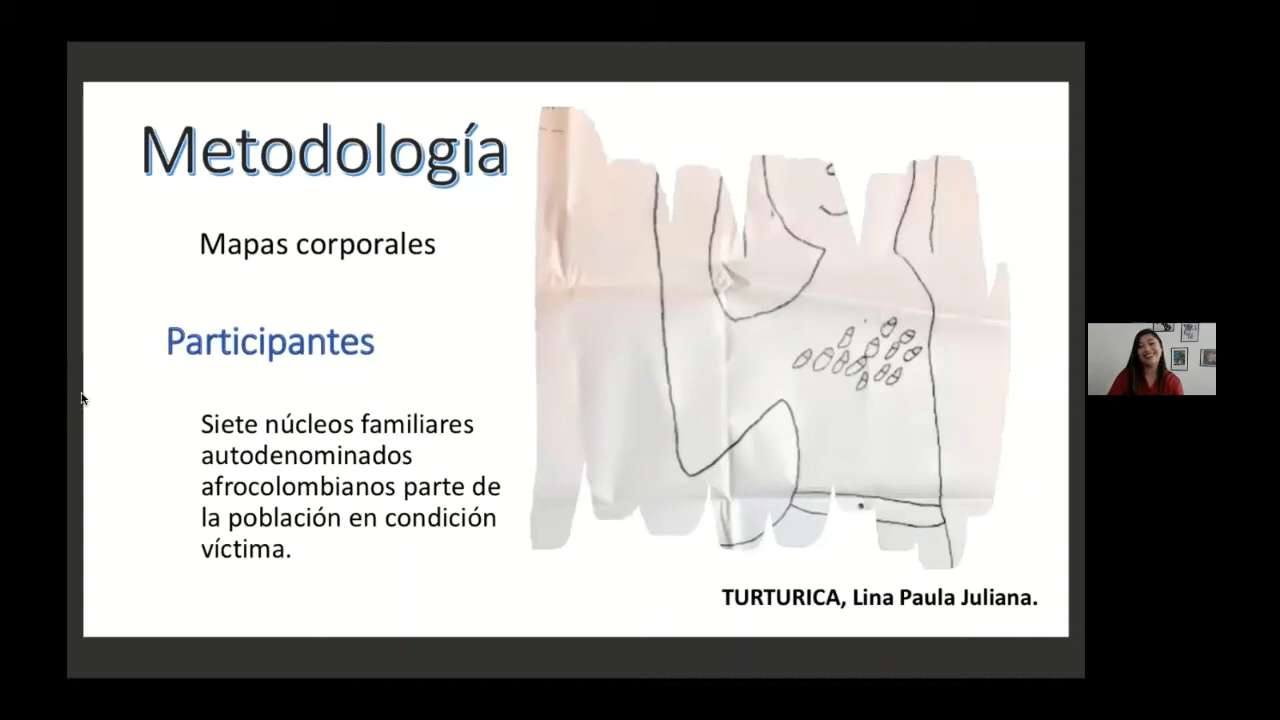 Metodología
Mapas corporales
Participantes
Siete núcleos familiares
autodenominados
afrocolombianos parte de
la población en condición
víctima.
TURTURICA, Lina Paula Juliana.